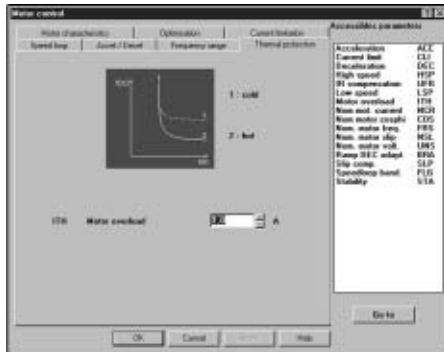 Motor control
Motor characteristics
Optimisation
Current limitation
Speed loop
Accel / Decel
Frequency range
Thermal protection
1 : cold
1
2 : hot
2
ITH Motor overload
A
OK
Cancel
Help
Accessibles parameters
Acceleration ACC
Current limit CLI
Deceleration DEC
High speed HSP
IR compensation UFR
Low speed LSP
Motor overload ITH
Nom mot. current NCR
Nom motor cosphi COS
Nom. motor freq. FRS
Nom. motor slip NSL
Nom. motor volt. UNS
Ramp DEC adapt BRA
Slip comp. SLP
Speedloop band. FLG
Stability STA
Go to